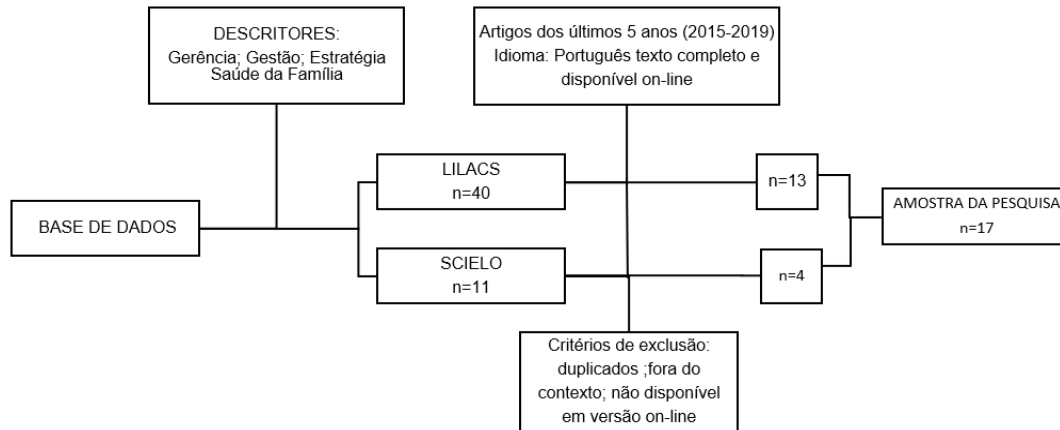 DESCRITORES:
Gerência; Gestão; Estratégia
Saúde da Família
Artigos dos últimos 5 anos (2015-2019)
Idioma: Português texto completo e
disponível on-line
LILACS
n=40
n=13
BASE DE DADOS
AMOSTRA DA PESQUISA
n=17
SCIELO
n=11
n=4
Critérios de exclusão:
duplicados ;fora do
contexto; não disponível
em versão on-line